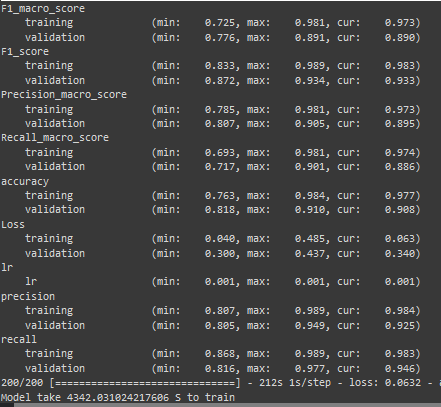 F1_macro_score
training (min: 0.725, max: 0.981, cur: 0.973)
validation (min: 0.776, max: 0.891, cur: 0.890)
F1_score
training (min: 0.833, max: 0.989, cur: 0.983)
validation (min: 0.872, max: 0.934, cur: 0.933)
Precision_macro_score
training (min: 0.785, max: 0.981, cur: 0.973)
validation (min: 0.807, max: 0.905, cur: 0.895)
Recall_macro_score
training (min: 0.693, max: 0.981, cur: 0.974)
validation (min: 0.717, max: 0.901, cur: 0.886)
accuracy
training (min: 0.763, max: 0.984, cur: 0.977)
validation (min: 0.818, max: 0.910, cur: 0.908)
Loss
training (min: 0.040, max: 0.485, cur: 0.063)
validation (min: 0.300, max: 0.437, cur: 0.340)
lr
lr (min: 0.001, max: 0.001, cur: 0.001)
precision
training (min: 0.807, max: 0.989, cur: 0.984)
validation (min: 0.805, max: 0.949, cur: 0.925)
recall
training (min: 0.868, max: 0.989, cur: 0.983)
validation (min: 0.816, max: 0.977, cur: 0.946)
200/200 [==============================] - 212s 1s/step - loss: 0.0632 -
Model take 4342.031024217606 S to train